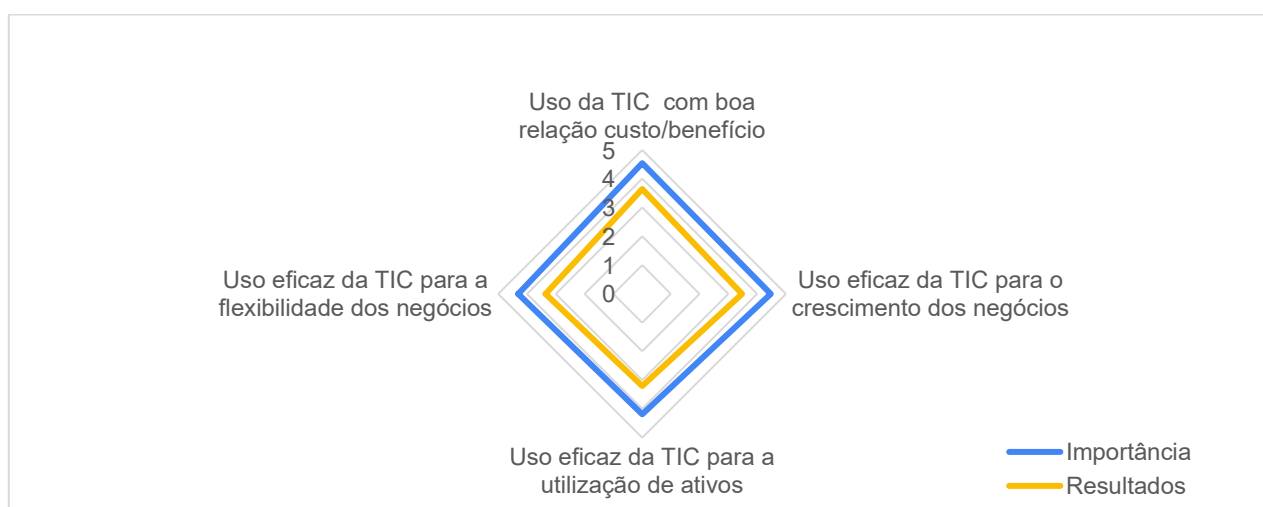 Uso da TIC com boa
relação custo/benefício
5
4
3
2
1
0
Uso eficaz da TIC para a
flexibilidade dos negócios
Uso eficaz da TIC para o
crescimento dos negócios
Uso eficaz da TIC para a
utilização de ativos
Importância
Resultados